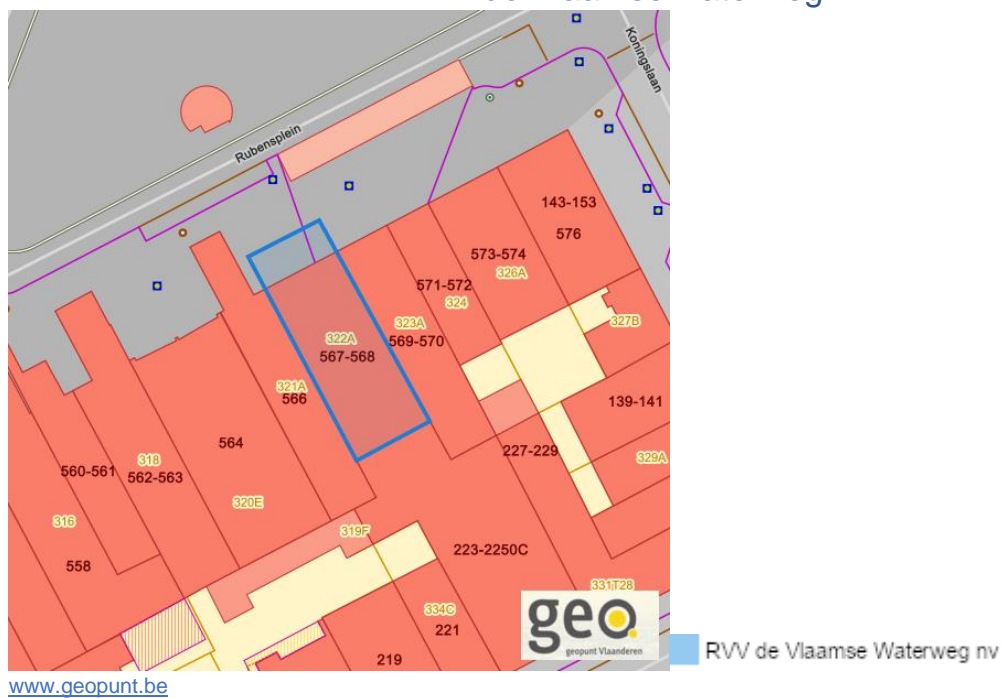 Koningslaan
Rubensplein
143-153
576
573-574
326A
571-572
324
327B
323A
569-570
322A
567-568
321A
566
139-141
564
227-229
329A
560-561
318
562-563
320E
316
319F
558
223-2250C
331T28
334C
221
219
geo
geopunt Vlaanderen
RVV de Vlaamse Waterweg nv
www.geopunt.be